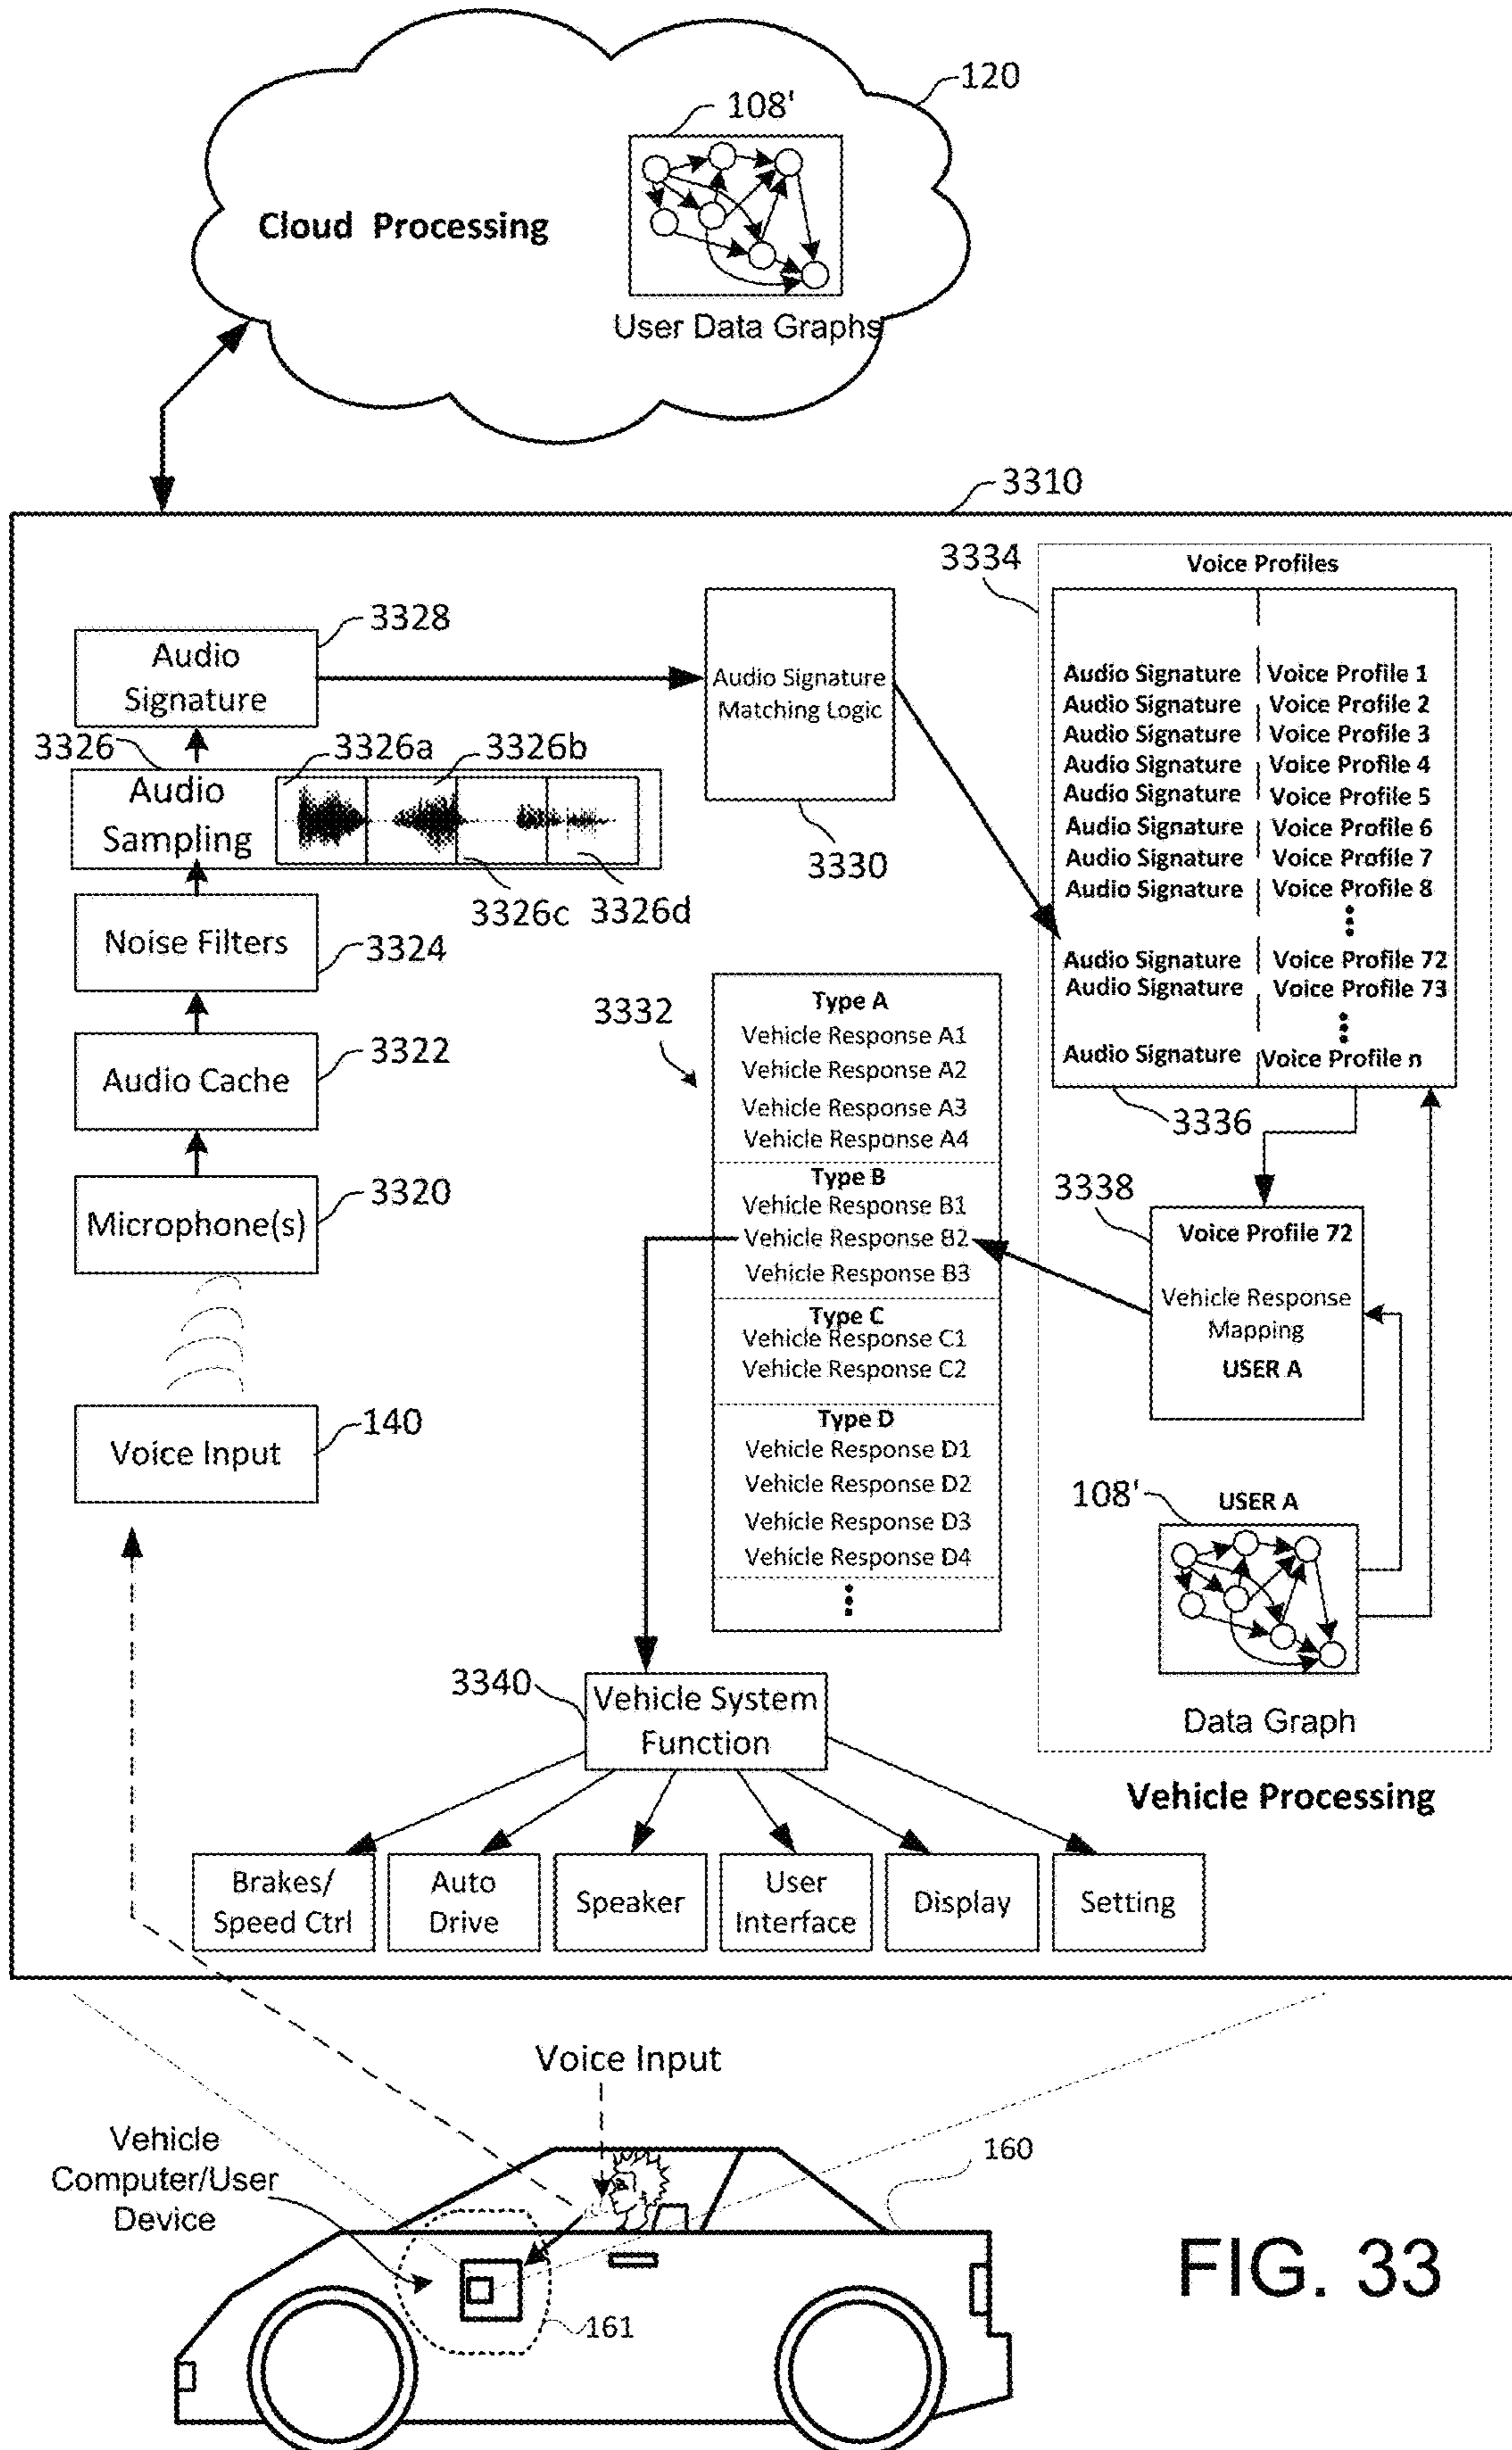 120
108'
Cloud Processing
User Data Graphs
3310
3334
Voice Profiles
3328
Audio
Signature
Audio Signature
Matching Logic
3330
Audio Signature Voice Profile 1
Audio Signature Voice Profile 2
Audio Signature Voice Profile 3
Audio Signature Voice Profile 4
Audio Signature Voice Profile 5
Audio Signature Voice Profile 6
Audio Signature Voice Profile 7
Audio Signature Voice Profile 8
Audio Signature Voice Profile 72
Audio Signature Voice Profile 73
Audio Signature Voice Profile n
3336
3326
3326a
3326b
Audio
Sampling
3326c
3326d
Noise Filters
3324
Audio Cache
3322
Microphone(s)
3320
Voice Input
140
3332
Type A
Vehicle Response A1
Vehicle Response A2
Vehicle Response A3
Vehicle Response A4
Type B
Vehicle Response B1
Vehicle Response B2
Vehicle Response B3
Type C
Vehicle Response C1
Vehicle Response C2
Type D
Vehicle Response D1
Vehicle Response D2
Vehicle Response D3
Vehicle Response D4
3338
Voice Profile 72
Vehicle Response
Mapping
USER A
108'
USER A
Data Graph
Vehicle Processing
3340
Vehicle System
Function
Brakes/
Speed Ctrl
Auto
Drive
Speaker
User
Interface
Display
Setting
Voice Input
Vehicle
Computer/User
Device
160
161
FIG. 33